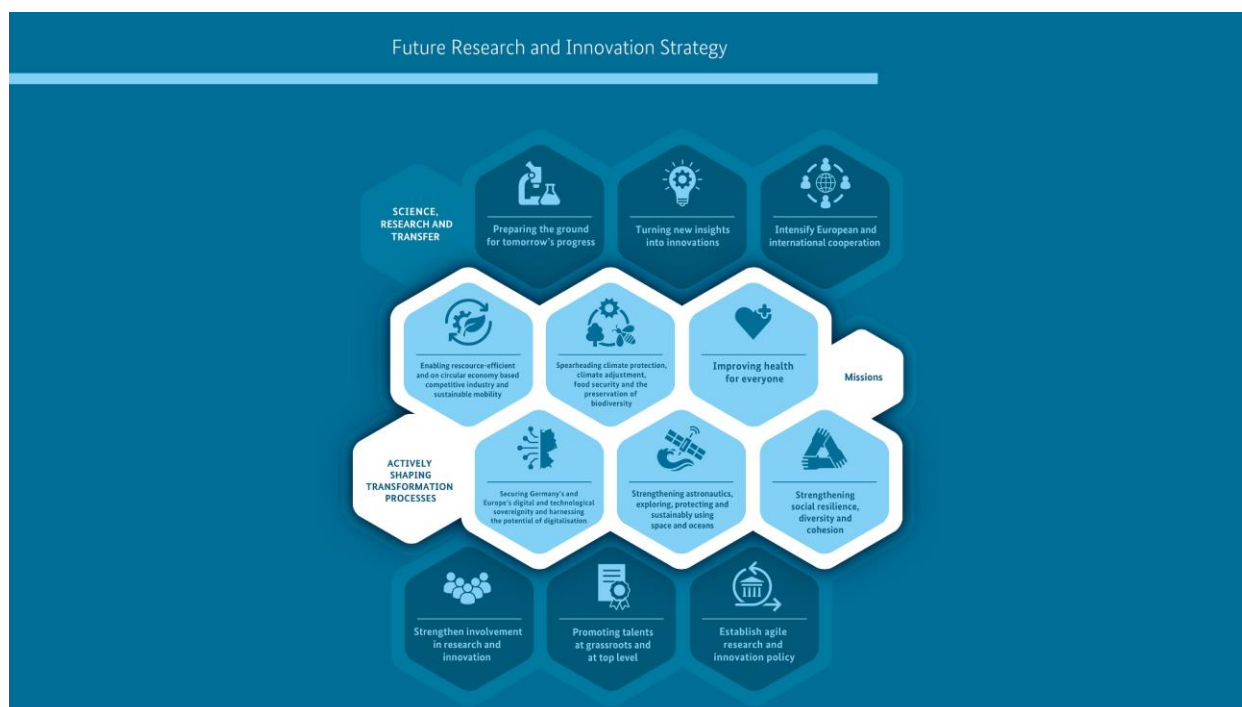 Future Research and Innovation Strategy
SCIENCE,
RESEARCH AND
TRANSFER
Preparing the ground
for tomorrow's progress
Turning new insights
into innovations
Intensify European and
international cooperation
Enabling rescource-efficient
and on circular economy based
competitive industry and
sustainable mobility
Spearheading climate protection,
climate adjustment,
food security and the
preservation of
biodiversity
Improving health
for everyone
Missions
ACTIVELY
SHAPING
TRANSFORMATION
PROCESSES
Securing Germany's and
Europe's digital and technological
sovereignity and harnessing
the potential of digitalisation
Strengthening astronautics,
exploring, protecting and
sustainably using
space and oceans
Strengthening
social resilience,
diversity and
cohesion
Strengthen involvement
in research and
innovation
Promoting talents
at grassroots and
at top level
Establish agile
research and
innovation policy